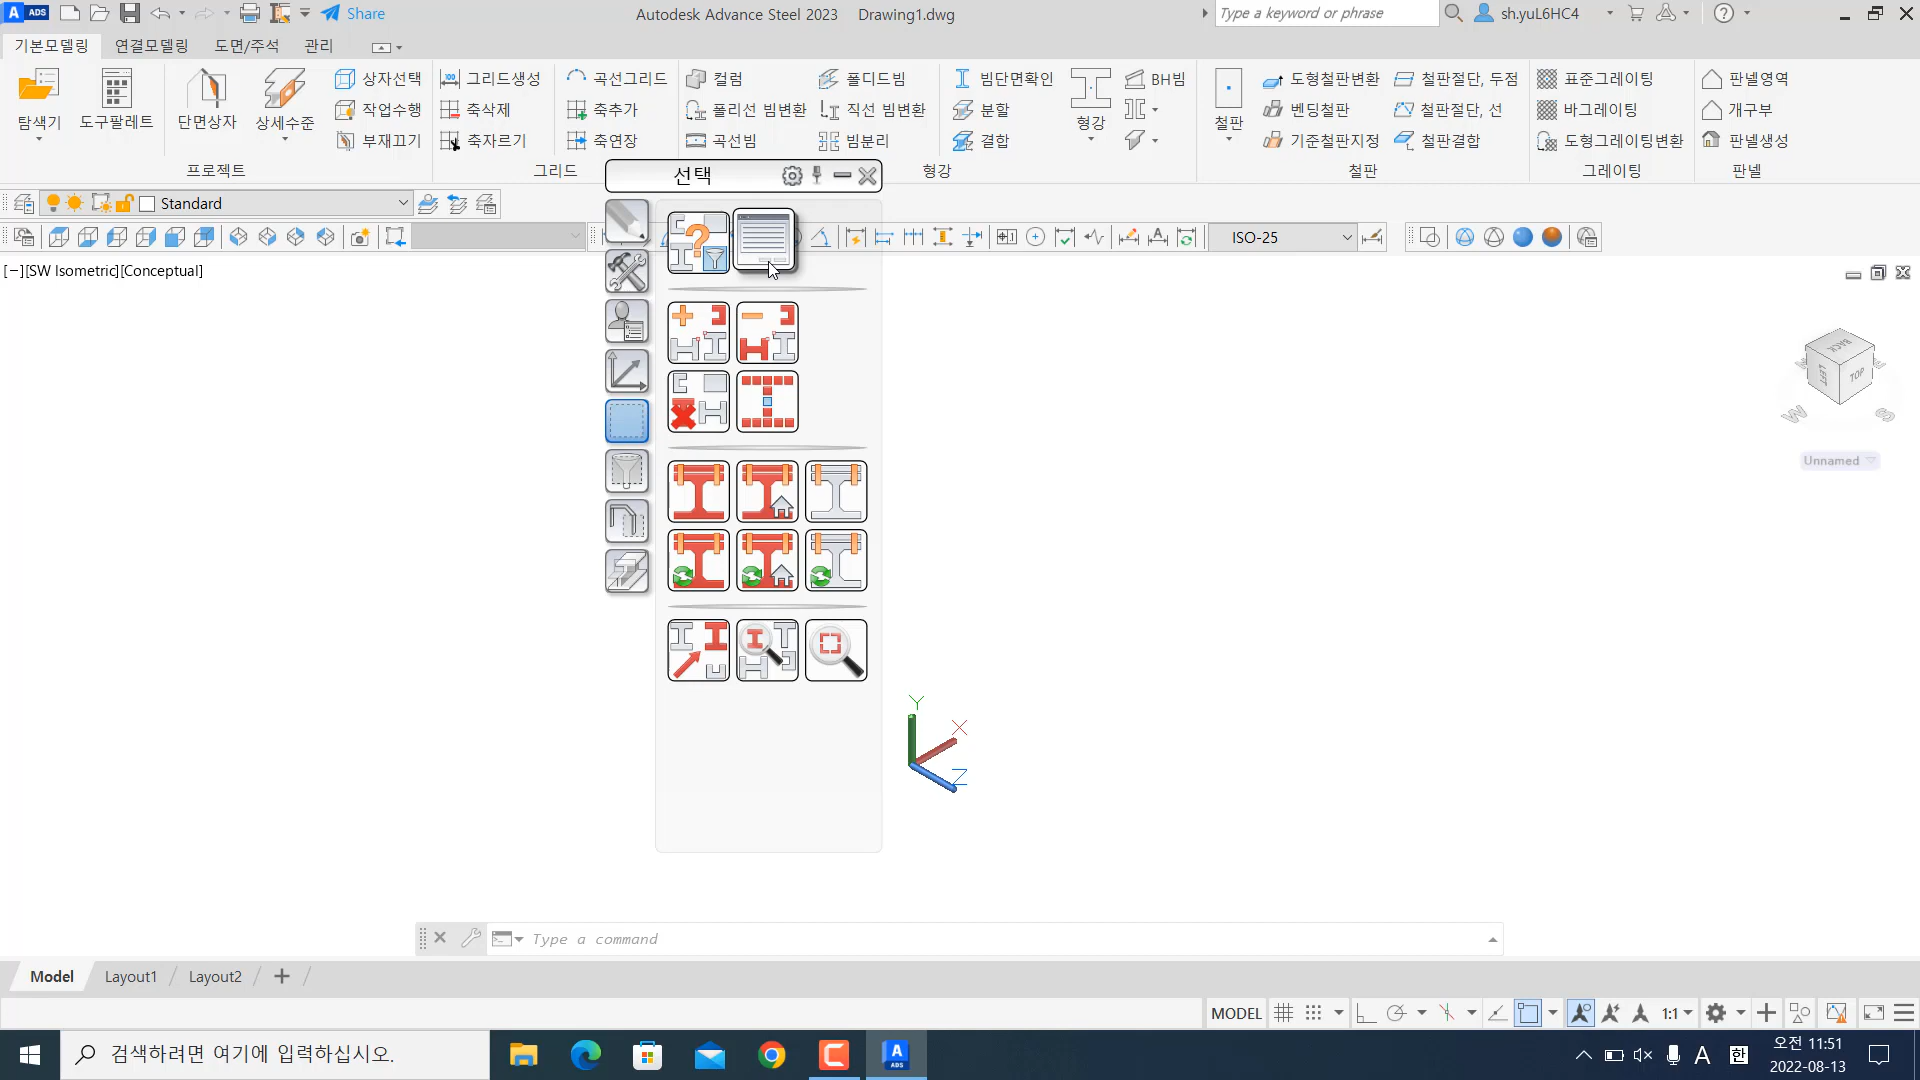 A ADS
Share
Autodesk Advance Steel 2023 Drawing1.dwg
Type a keyword or phrase
sh.yuL6HC4
기본모델링 연결모델링 도면/주석 관리
탐색기
도구팔레트
단면상자
상세수준
상자선택
작업수행
부재끄기
프로젝트
그리드생성
축삭제
축자르기
곡선그리드
축추가
축연장
그리드
컬럼
폴리선 빔변환
곡선빔
폴디드빔
직선 빔변환
빔분리
빔단면확인
분할
결합
형강
BH빔
형강
철판
도형철판변환
벤딩철판
기준철판지정
철판절단, 두점
철판절단, 선
철판결합
철판
표준그레이팅
바그레이팅
도형그레이팅변환
그레이팅
판넬영역
개구부
판넬생성
판넬
Standard
ISO-25
[−][SW Isometric][Conceptual]
선택
BACK
LEFT
TOP
W
S
Unnamed
Y
X
Z
Type a command
Model Layout1 Layout2
MODEL
1:1
검색하려면 여기에 입력하십시오.
A ADS
A
한
오전 11:51
2022-08-13